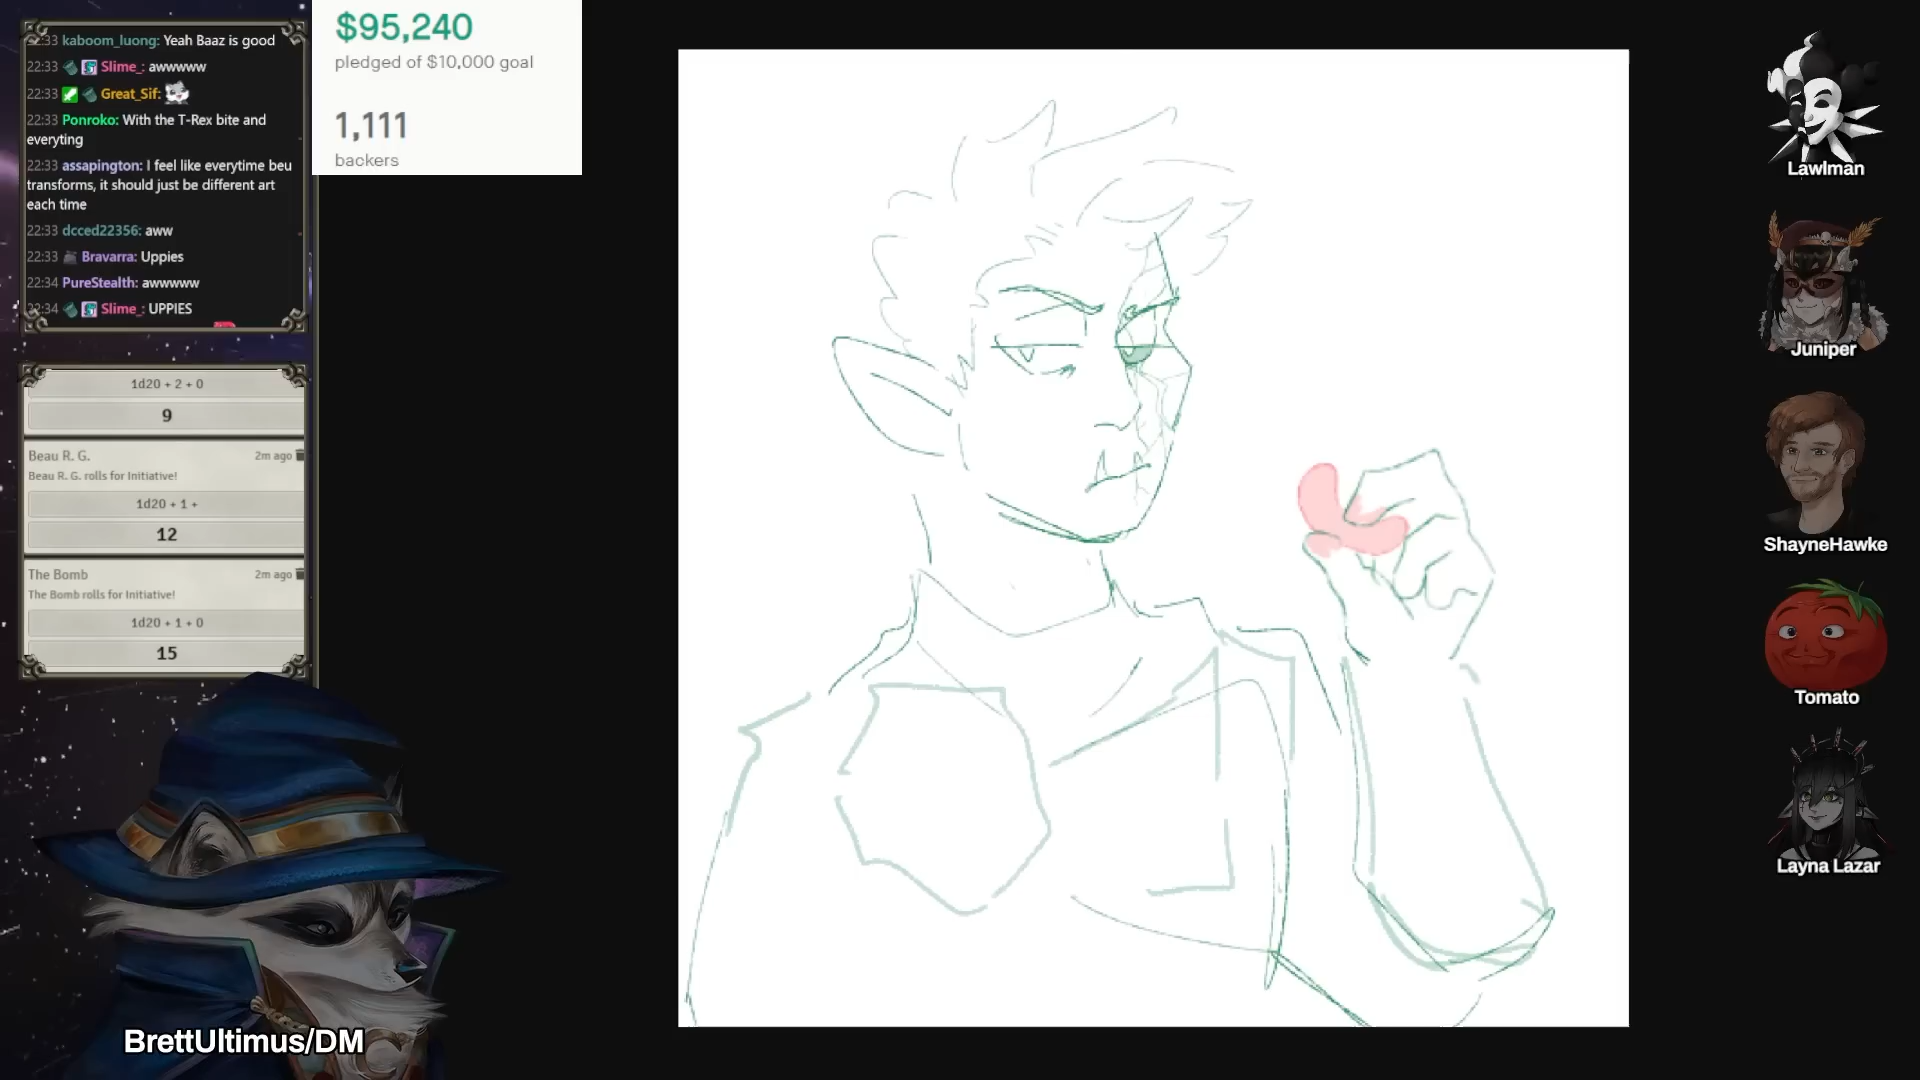 22:33 kaboom_luong: Yeah Baaz is good
22:33 Slime_: awwwww
22:33 Great_Sif:
22:33 Ponroko: With the T-Rex bite and
everyting
22:33 assapington: I feel like everytime beu
transforms, it should just be different art
each time
22:33 dcced22356: aww
22:33 Bravarra: Uppies
22:34 PureStealth: awwwww
22:34 Slime_: UPPIES
$95,240
pledged of $10,000 goal
1,111
backers
1d20 + 2 + 0
9
Beau R. G. 2m ago
Beau R. G. rolls for Initiative!
1d20 + 1 +
12
The Bomb 2m ago
The Bomb rolls for Initiative!
1d20 + 1 + 0
15
BrettUltimus/DM
Lawlman
Juniper
ShayneHawke
Tomato
Layna Lazar